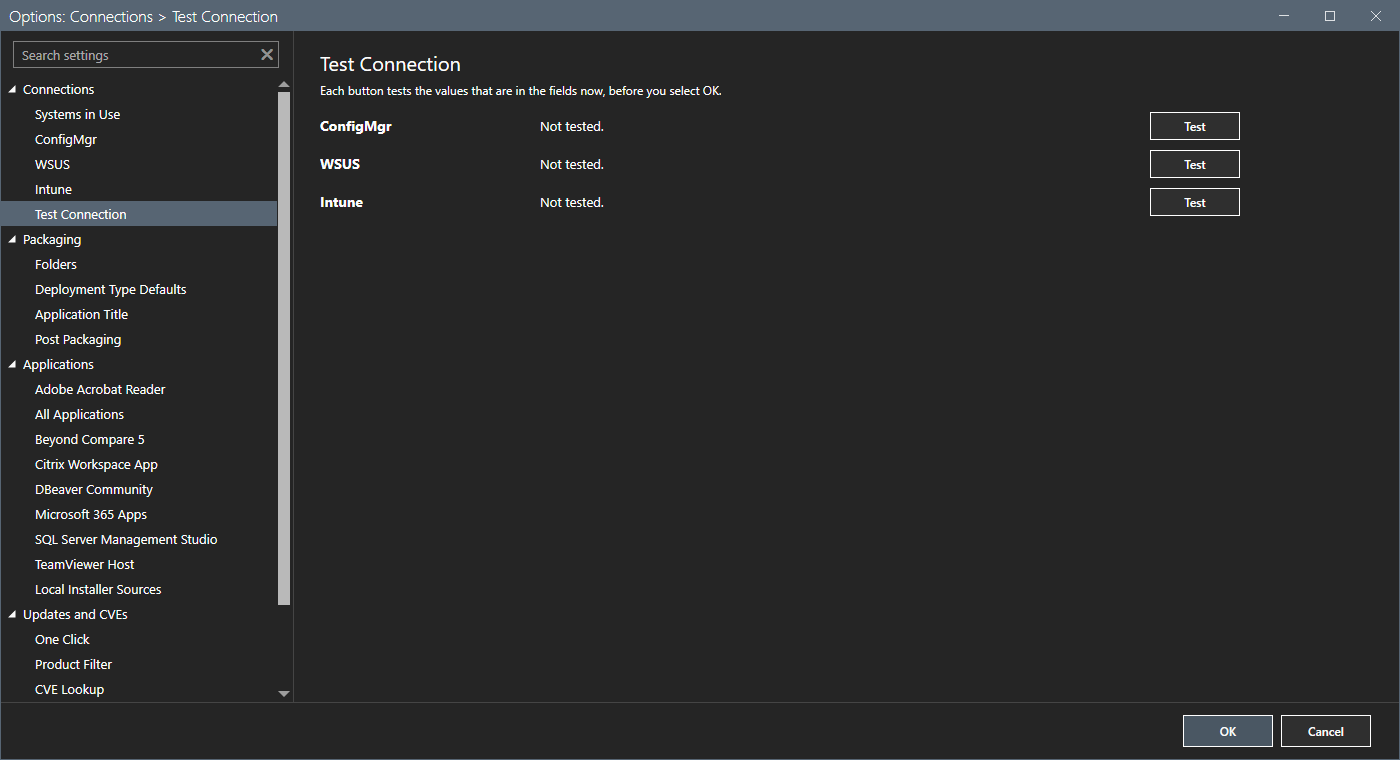 Options: Connections > Test Connection
Search settings
Connections
Systems in Use
ConfigMgr
WSUS
Intune
Test Connection
Packaging
Folders
Deployment Type Defaults
Application Title
Post Packaging
Applications
Adobe Acrobat Reader
All Applications
Beyond Compare 5
Citrix Workspace App
DBeaver Community
Microsoft 365 Apps
SQL Server Management Studio
TeamViewer Host
Local Installer Sources
Updates and CVEs
One Click
Product Filter
CVE Lookup
Test Connection
Each button tests the values that are in the fields now, before you select OK.
ConfigMgr Not tested. Test
WSUS Not tested. Test
Intune Not tested. Test
OK Cancel